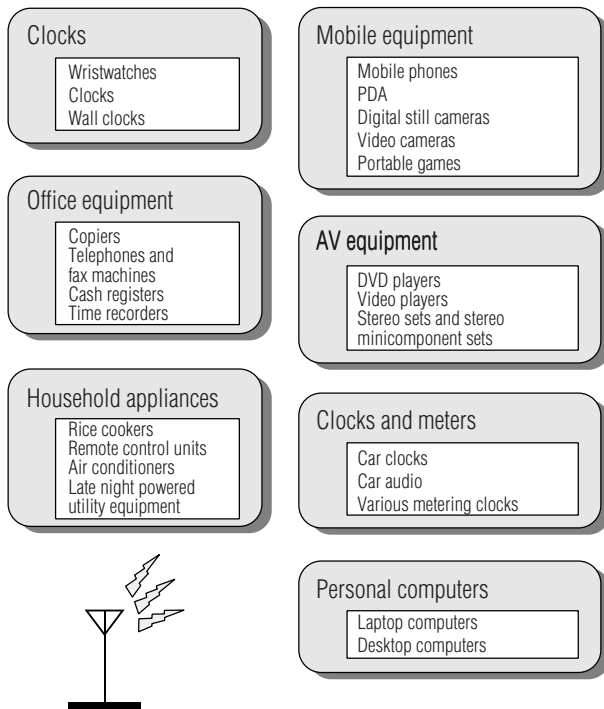 Clocks
Wristwatches
Clocks
Wall clocks
Office equipment
Copiers
Telephones and
fax machines
Cash registers
Time recorders
Household appliances
Rice cookers
Remote control units
Air conditioners
Late night powered
utility equipment
Mobile equipment
Mobile phones
PDA
Digital still cameras
Video cameras
Portable games
AV equipment
DVD players
Video players
Stereo sets and stereo
minicomponent sets
Clocks and meters
Car clocks
Car audio
Various metering clocks
Personal computers
Laptop computers
Desktop computers